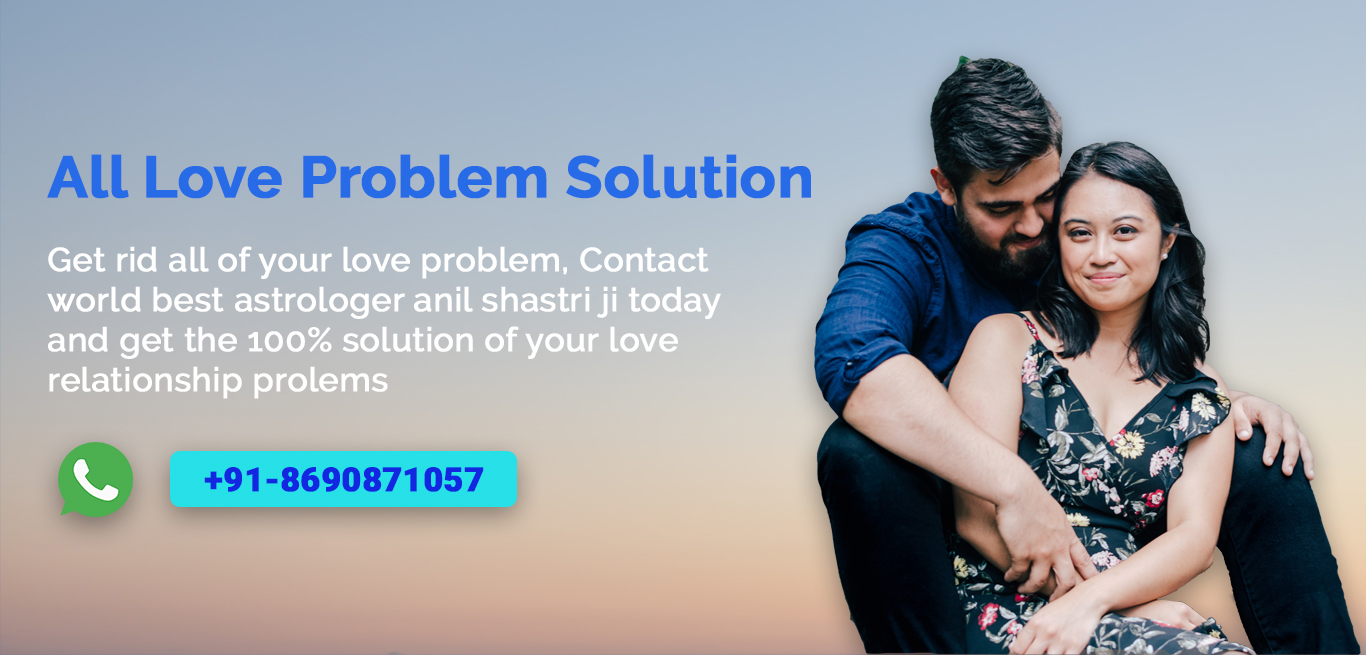 All Love Problem Solution
Get rid all of your love problem, Contact
world best astrologer anil shastri ji today
and get the 100% solution of your love
relationship prolems
+91-8690871057